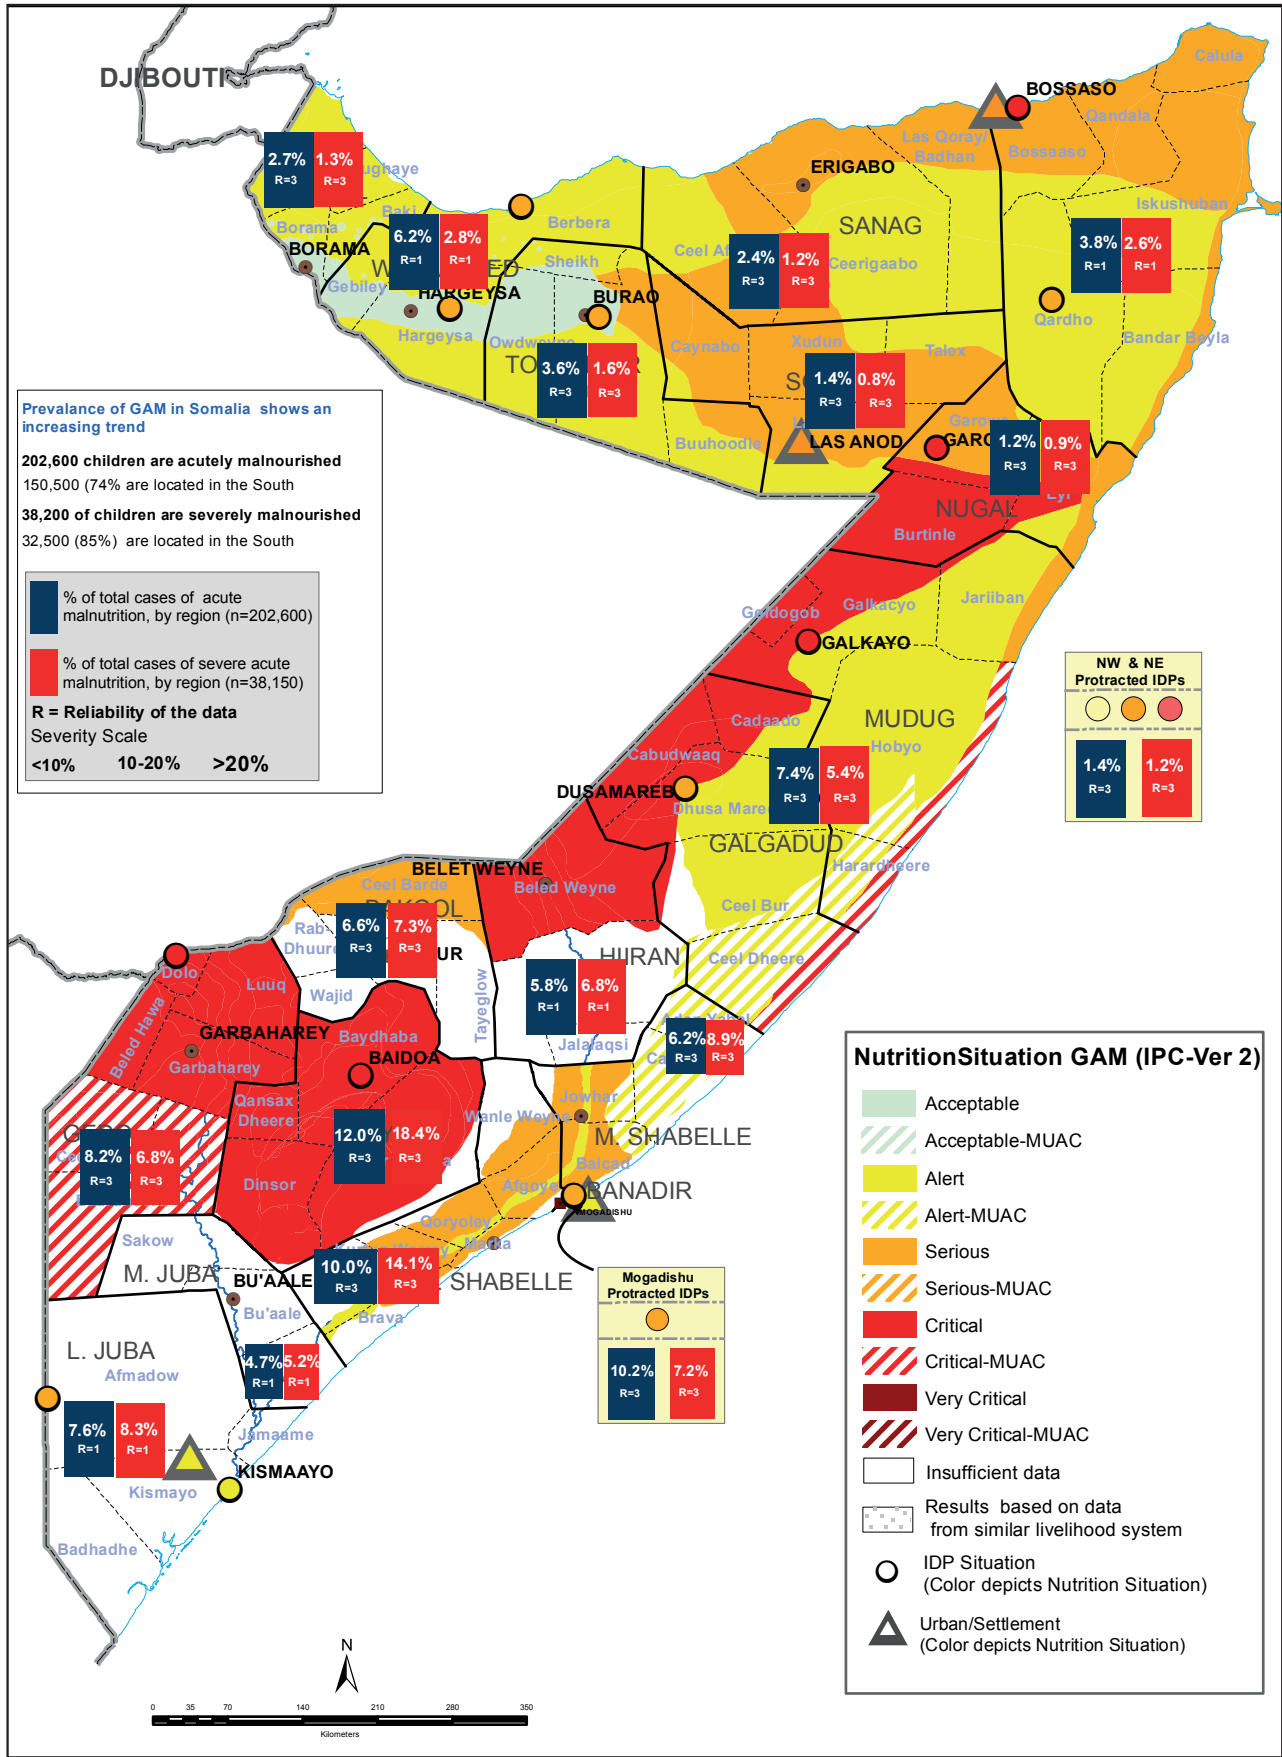 DJIBOUTI
BOSSASO
Calula
Qandala
Las Qoray/
Badhan
Bossaaso
2.7%
R=3
1.3%
R=3
ughaye
ERIGABO
Iskushuban
Baki
Borama
BORAMA
Berbera
SANAG
6.2%
R=1
2.8%
R=1
Sheikh
Ceel Af
2.4%
R=3
1.2%
R=3
Ceerigaabo
3.8%
R=1
2.6%
R=1
Gebiley
HARGEYSA
BURAO
Qardho
Hargeysa
Owdweyne
Caynabo
Xudun
Talex
Bandar Beyla
3.6%
R=3
1.6%
R=3
1.4%
R=3
0.8%
R=3
Buuhoodle
LAS ANOD
Garowe
1.2%
R=3
0.9%
R=3
Eyl
NUGAL
Burtinle
Prevalance of GAM in Somalia shows an
increasing trend
202,600 children are acutely malnourished
150,500 (74% are located in the South
38,200 of children are severely malnourished
32,500 (85%) are located in the South
% of total cases of acute
malnutrition, by region (n=202,600)
% of total cases of severe acute
malnutrition, by region (n=38,150)
R = Reliability of the data
Severity Scale
<10% 10-20% >20%
Goldogob
Galkacyo
Jariiban
GALKAYO
NW & NE
Protracted IDPs
1.4%
R=3
1.2%
R=3
Cadaado
MUDUG
Hobyo
Cabudwaaq
7.4%
R=3
5.4%
R=3
DUSAMAREB
Dhusa Mareb
GALGADUD
Harardheere
BELET WEYNE
Beled Weyne
Ceel Barde
Ceel Bur
Rab-
Dhuure
6.6%
R=3
7.3%
R=3
UR
HIIRAN
Ceel Dheere
Dolo
Luuq
Wajid
Tayeglow
5.8%
R=1
6.8%
R=1
Beled Hawa
GARBAHAREY
Garbaharey
Baydhaba
BAIDOA
Jalalaqsi
6.2%
R=3
8.9%
R=3
Qansax
Dheere
Jowhar
Wanle Weyne
M. SHABELLE
12.0%
R=3
18.4%
R=3
8.2%
R=3
6.8%
R=3
Balcad
Dinsor
Afgoye
BANADIR
MOGADISHU
Qoryoley
Marka
Sakow
M. JUBA
BU'AALE
10.0%
R=3
14.1%
R=3
SHABELLE
Bu'aale
Brava
Mogadishu
Protracted IDPs
10.2%
R=3
7.2%
R=3
L. JUBA
Afmadow
4.7%
R=1
5.2%
R=1
7.6%
R=1
8.3%
R=1
Jamaame
KISMAAYO
Kismayo
Badhadhe
NutritionSituation GAM (IPC-Ver 2)
Acceptable
Acceptable-MUAC
Alert
Alert-MUAC
Serious
Serious-MUAC
Critical
Critical-MUAC
Very Critical
Very Critical-MUAC
Insufficient data
Results based on data
from similar livelihood system
IDP Situation
(Color depicts Nutrition Situation)
Urban/Settlement
(Color depicts Nutrition Situation)
N
0 35 70 140 210 280 350
Kilometers